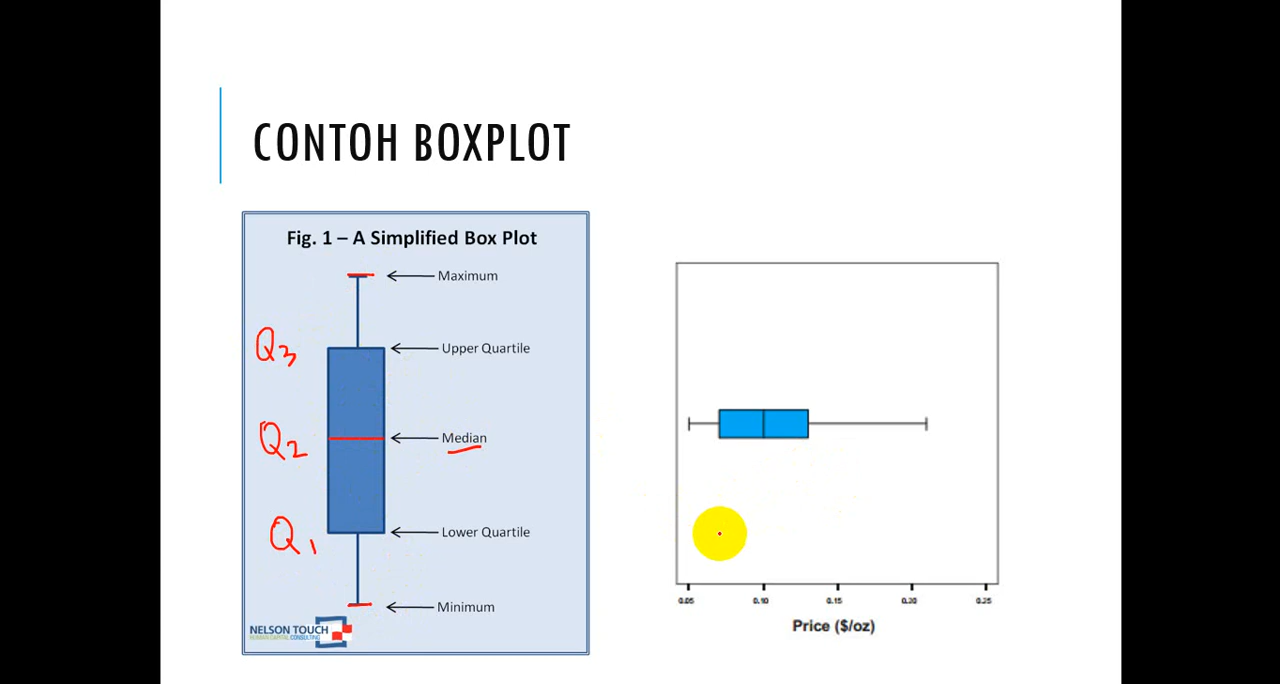 CONTOH BOXPLOT
Fig. 1 – A Simplified Box Plot
Maximum
Q3
Upper Quartile
Q2
Median
Q1
Lower Quartile
Minimum
NELSON TOUCH
HUMAN CAPITAL CONSULTING
0.05 0.10 0.15 0.20 0.25
Price ($/oz)